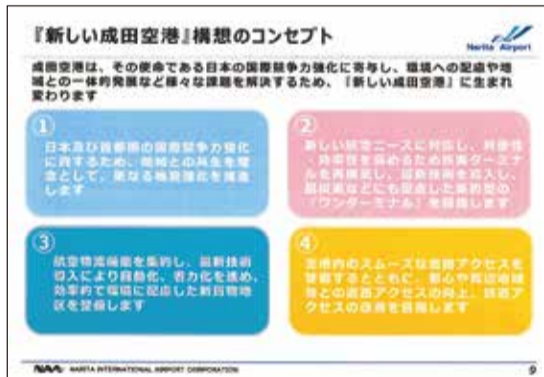 『新しい成田空港』構想のコンセプト
Narita Airport
成田空港は、その使命である日本の国際競争力強化に寄与し、環境への配慮や地
域との一体的発展など様々な課題を解決するため、『新しい成田空港』に生まれ
変わります
①
日本及び首都圏の国際競争力強化
に資するため、地域との共生を理
念として、更なる機能強化を推進
します
②
新しい航空ニーズに対応し、利便性
・効率性を高めるため旅客ターミナ
ルを再構築し、最新技術を導入し、
脱炭素などにも配慮した集約型の
『ワンターミナル』を目指します
③
航空物流機能を集約し、最新技術
導入により自動化、省力化を進め、
効率的で環境に配慮した新貨物地
区を整備します
④
空港内のスムーズな道路アクセスを
整備するとともに、都心や周辺地域
等との道路アクセスの向上、鉄道ア
クセスの改善を目指します
NAA NARITA INTERNATIONAL AIRPORT CORPORATION
9